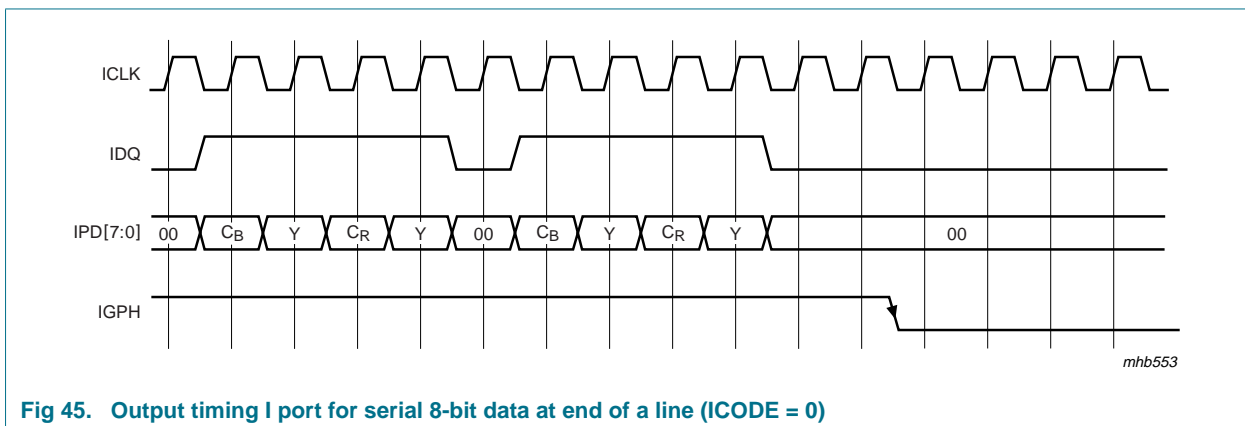 ICLK
IDQ
IPD[7:0] 00 CB Y CR Y 00 CB Y CR Y 00
IGPH
mhb553
Fig 45. Output timing I port for serial 8-bit data at end of a line (ICODE = 0)